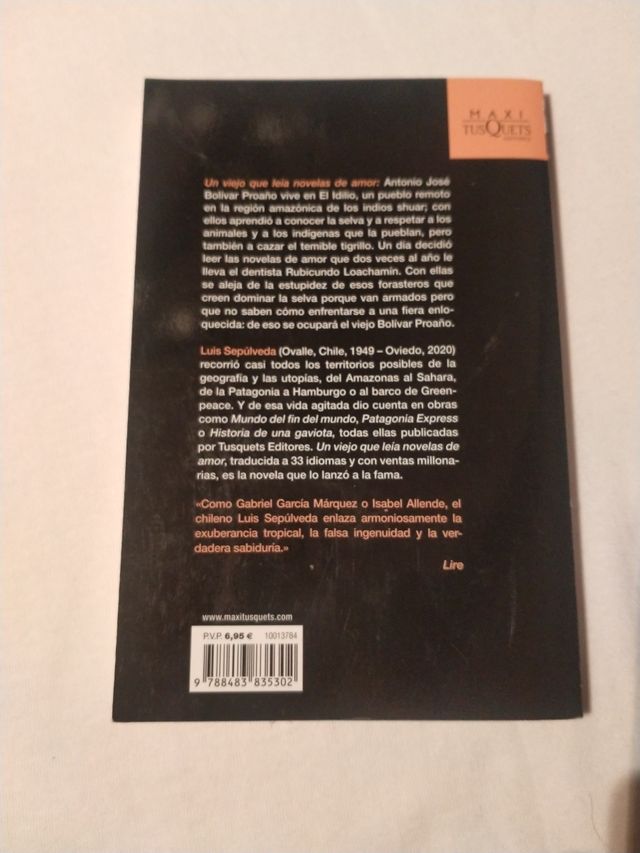 MAXI
TUSQUETS
Un viejo que leía novelas de amor: Antonio José
Bolívar Proaño vive en El Idilio, un pueblo remoto
en la región amazónica de los indios shuar; con
ellos aprendió a conocer la selva y a respetar a los
animales y a los indígenas que la pueblan, pero
también a cazar el temible tigrillo. Un día decidió
leer las novelas de amor que dos veces al año le
lleva el dentista Rubicundo Loachamín. Con ellas
se aleja de la estupidez de esos forasteros que
creen dominar la selva porque van armados pero
que no saben cómo enfrentarse a una fiera enlo-
quecida: de eso se ocupará el viejo Bolívar Proaño.
Luis Sepúlveda (Ovalle, Chile, 1949 – Oviedo, 2020)
recorrió casi todos los territorios posibles de la
geografía y las utopías, del Amazonas al Sahara,
de la Patagonia a Hamburgo o al barco de Green-
peace. Y de esa vida agitada dio cuenta en obras
como Mundo del fin del mundo, Patagonia Express
o Historia de una gaviota, todas ellas publicadas
por Tusquets Editores. Un viejo que leía novelas de
amor, traducida a 33 idiomas y con ventas millona-
rias, es la novela que lo lanzó a la fama.
«Como Gabriel García Márquez o Isabel Allende, el
chileno Luis Sepúlveda enlaza armoniosamente la
exuberancia tropical, la falsa ingenuidad y la ver-
dadera sabiduría.»
Lire
www.maxitusquets.com
P.V.P. 6,95 € 10013784
9 788483 835302